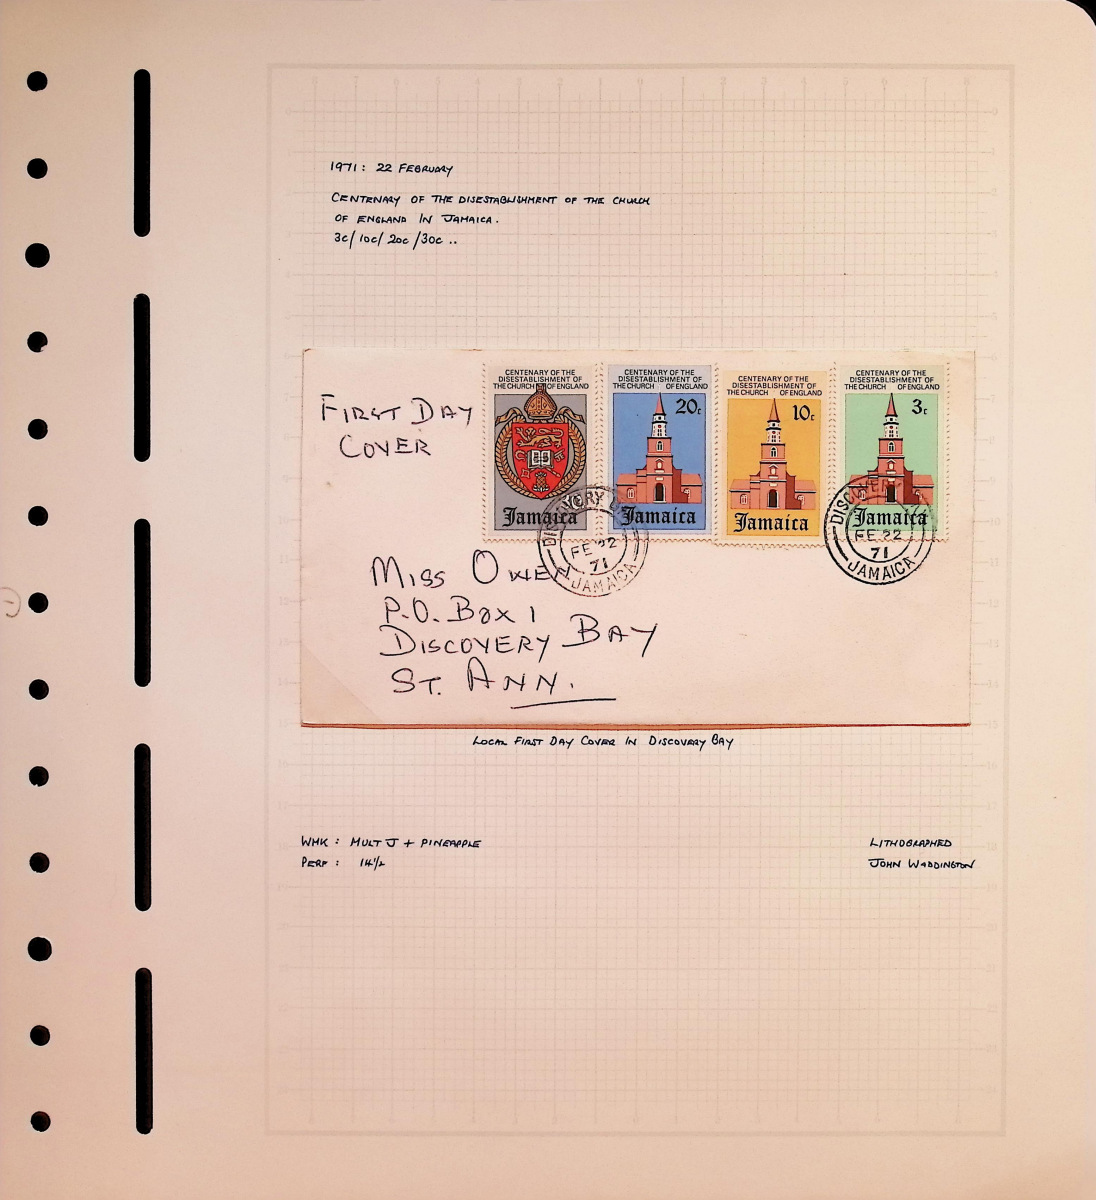 1971: 22 FEBRUARY
CENTENARY OF THE DISESTABLISHMENT OF THE CHURCH
OF ENGLAND IN JAMAICA.
3c/ 10c/ 20c /30c ..
FIRST DAY
COVER
CENTENARY OF THE
DISESTABLISHMENT OF
THE CHURCH OF ENGLAND
Jamaica
CENTENARY OF THE
DISESTABLISHMENT OF
THE CHURCH OF ENGLAND
20c
Jamaica
CENTENARY OF THE
DISESTABLISHMENT OF
THE CHURCH OF ENGLAND
10c
Jamaica
CENTENARY OF THE
DISESTABLISHMENT OF
THE CHURCH OF ENGLAND
3c
Jamaica
DISCOVERY
FE 22
71
JAMAICA
DISCOVERY
FE 22
71
JAMAICA
MISS OWEN
P.O. BOX 1
DISCOVERY BAY
ST. ANN.
LOCAL FIRST DAY COVER IN DISCOVERY BAY
WMK : MULT J + PINEAPPLE
PERF : 14½
LITHOGRAPHED
JOHN WADDINGTON